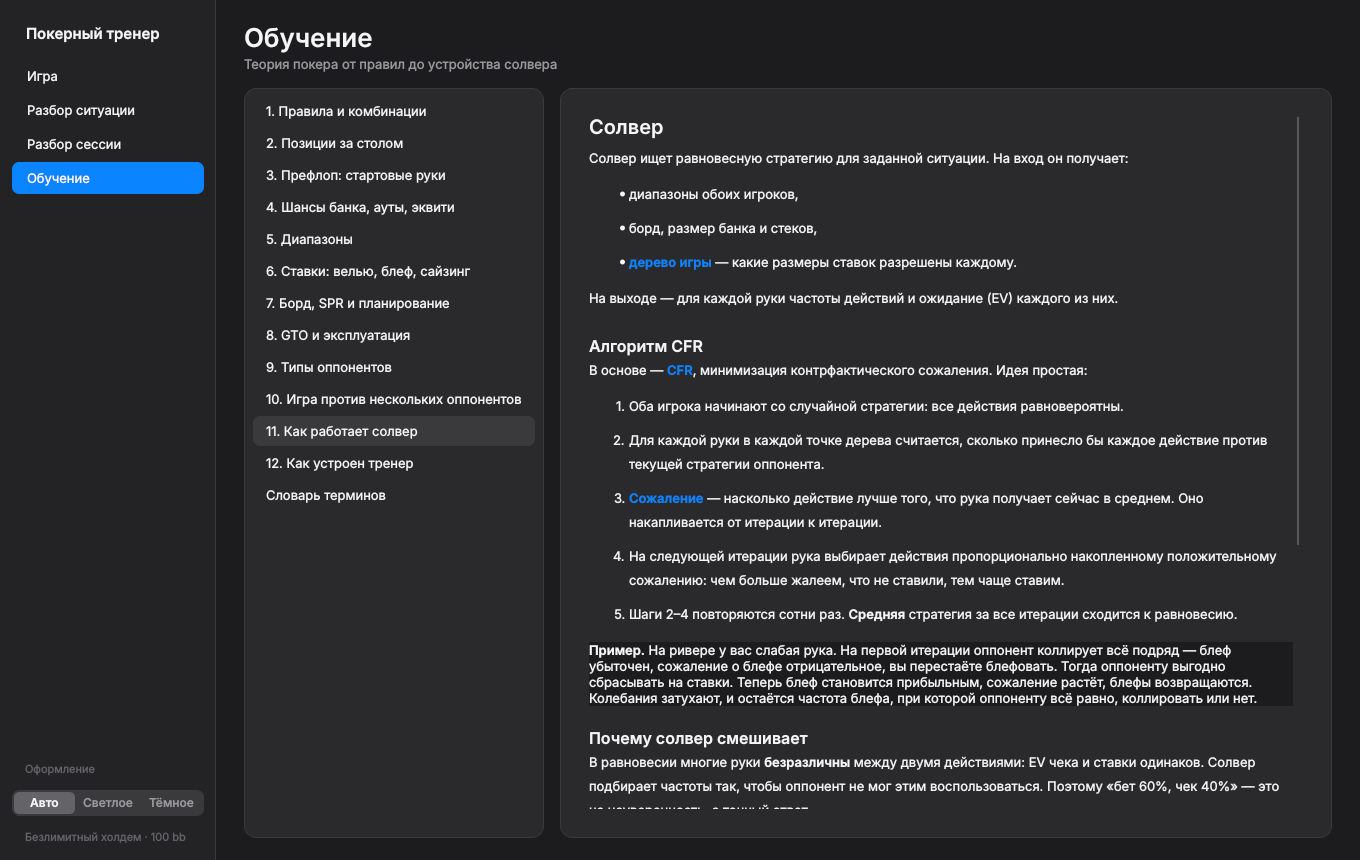 Покерный тренер
Игра
Разбор ситуации
Разбор сессии
Обучение
Оформление
Авто Светлое Тёмное
Безлимитный холдем · 100 bb
Обучение
Теория покера от правил до устройства солвера
1. Правила и комбинации
2. Позиции за столом
3. Префлоп: стартовые руки
4. Шансы банка, ауты, эквити
5. Диапазоны
6. Ставки: велью, блеф, сайзинг
7. Борд, SPR и планирование
8. GTO и эксплуатация
9. Типы оппонентов
10. Игра против нескольких оппонентов
11. Как работает солвер
12. Как устроен тренер
Словарь терминов
Солвер
Солвер ищет равновесную стратегию для заданной ситуации. На вход он получает:
• диапазоны обоих игроков,
• борд, размер банка и стеков,
• дерево игры — какие размеры ставок разрешены каждому.
На выходе — для каждой руки частоты действий и ожидание (EV) каждого из них.
Алгоритм CFR
В основе — CFR, минимизация контрфактического сожаления. Идея простая:
1. Оба игрока начинают со случайной стратегии: все действия равновероятны.
2. Для каждой руки в каждой точке дерева считается, сколько принесло бы каждое действие против
текущей стратегии оппонента.
3. Сожаление — насколько действие лучше того, что рука получает сейчас в среднем. Оно
накапливается от итерации к итерации.
4. На следующей итерации рука выбирает действия пропорционально накопленному положительному
сожалению: чем больше жалеем, что не ставили, тем чаще ставим.
5. Шаги 2–4 повторяются сотни раз. Средняя стратегия за все итерации сходится к равновесию.
Пример. На ривере у вас слабая рука. На первой итерации оппонент коллирует всё подряд — блеф
убыточен, сожаление о блефе отрицательное, вы перестаёте блефовать. Тогда оппоненту выгодно
сбрасывать на ставки. Теперь блеф становится прибыльным, сожаление растёт, блефы возвращаются.
Колебания затухают, и остаётся частота блефа, при которой оппоненту всё равно, коллировать или нет.
Почему солвер смешивает
В равновесии многие руки безразличны между двумя действиями: EV чека и ставки одинаков. Солвер
подбирает частоты так, чтобы оппонент не мог этим воспользоваться. Поэтому «бет 60%, чек 40%» — это